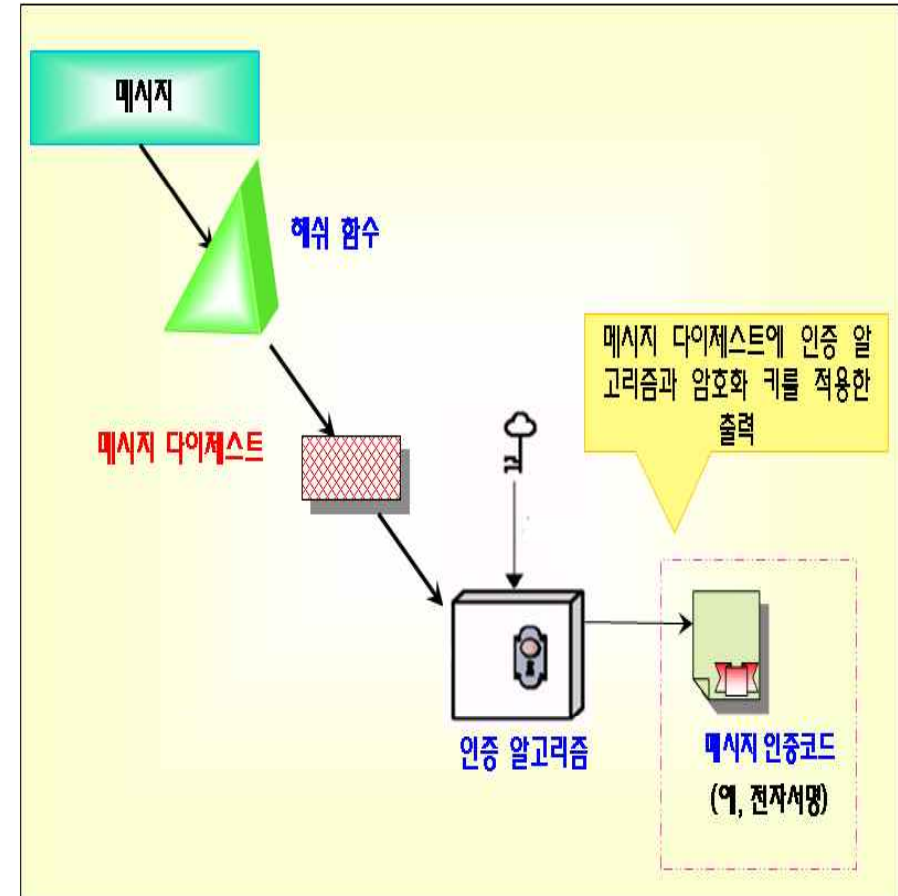 메시지
해쉬 함수
메시지 다이제스트에 인증 알
고리즘과 암호화 키를 적용한
출력
메시지 다이제스트
인증 알고리즘
메시지 인증코드
(예, 전자서명)